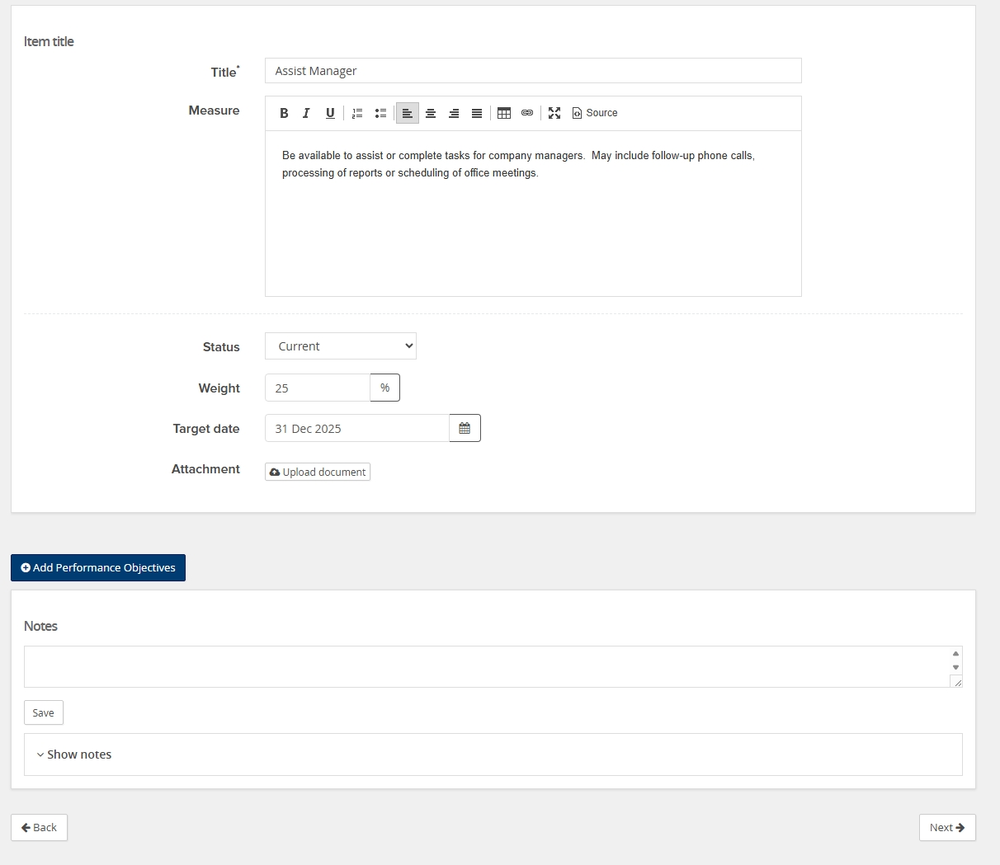 Item title
Title*
Assist Manager
Measure
B I U Source
Be available to assist or complete tasks for company managers.  May include follow-up phone calls,
processing of reports or scheduling of office meetings.
Status
Current
Weight
25
%
Target date
31 Dec 2025
Attachment
Upload document
Add Performance Objectives
Notes
Save
Show notes
Back
Next